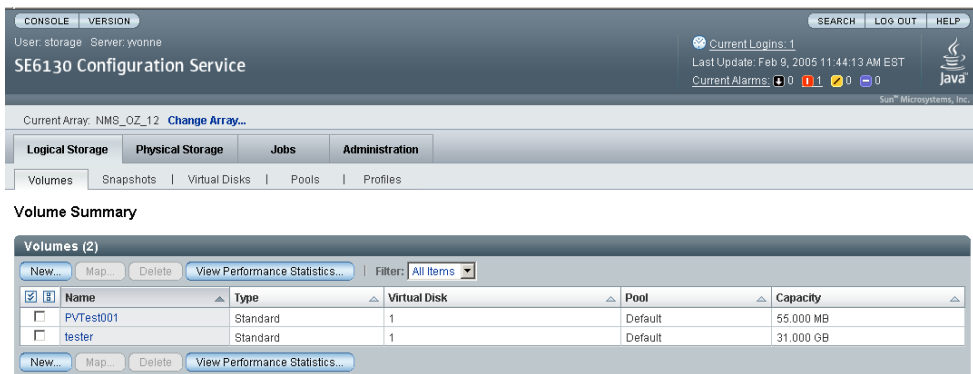 CONSOLE VERSION SEARCH LOG OUT HELP
User: storage Server: yvonne
SE6130 Configuration Service
Current Logins: 1
Last Update: Feb 9, 2005 11:44:13 AM EST
Current Alarms: 0 1 0 0
Java
Sun™ Microsystems, Inc.
Current Array: NMS_OZ_12 Change Array...
Logical Storage Physical Storage Jobs Administration
Volumes Snapshots | Virtual Disks | Pools | Profiles
Volume Summary
Volumes (2)
New... Map... Delete View Performance Statistics... | Filter: All Items
Name Type Virtual Disk Pool Capacity
PVTest001 Standard 1 Default 55.000 MB
tester Standard 1 Default 31.000 GB
New... Map... Delete View Performance Statistics...